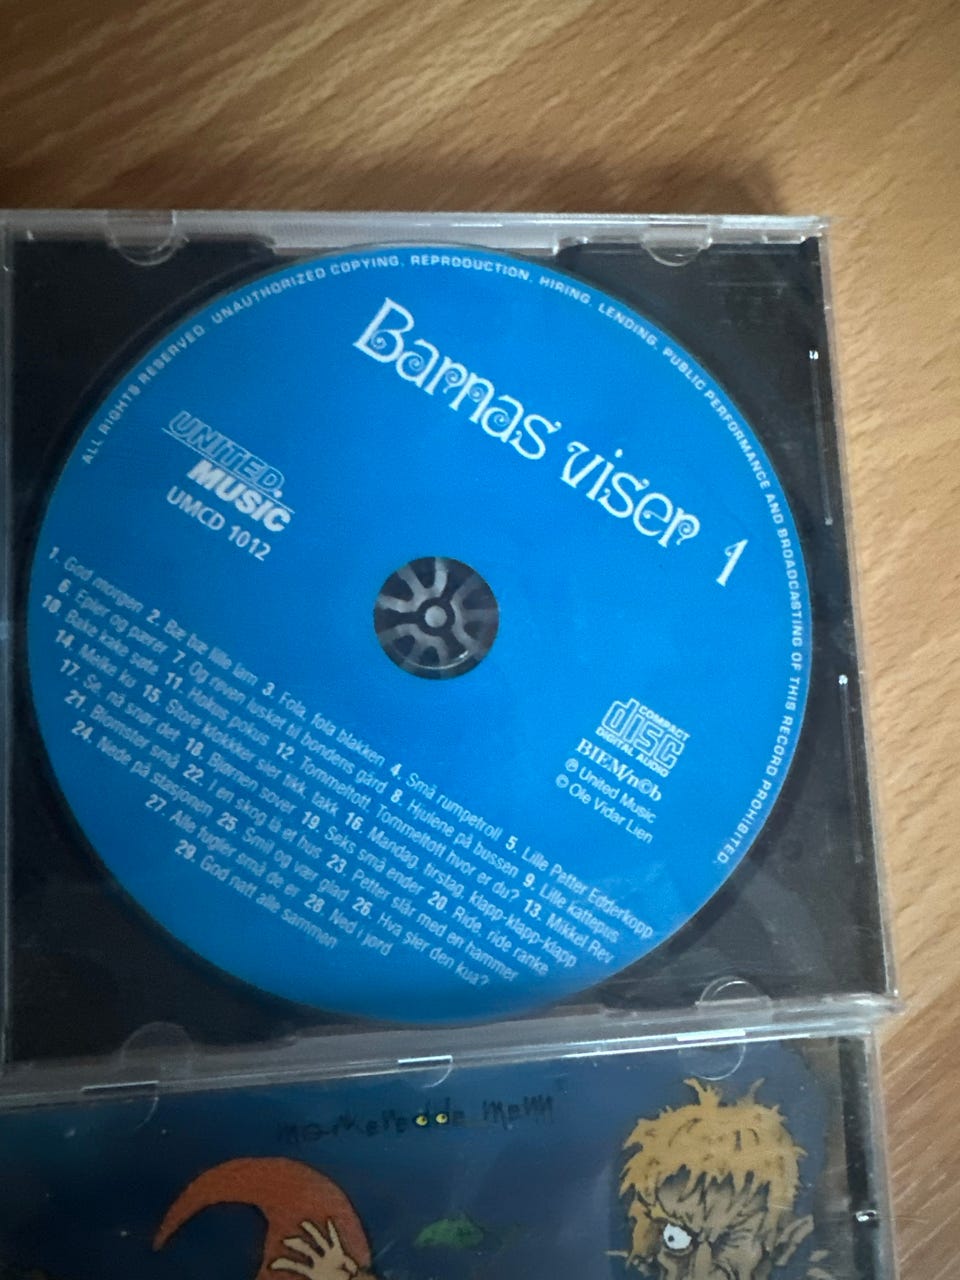 ALL RIGHTS RESERVED. UNAUTHORIZED COPYING, REPRODUCTION, HIRING, LENDING, PUBLIC PERFORMANCE AND BROADCASTING OF THIS RECORD PROHIBITED.
Barnas viser 1
UNITED
MUSIC
UMCD 1012
COMPACT
disc
DIGITAL AUDIO
BIEM/n©b
℗ United Music
© Ole Vidar Lien
1. God morgen 2. Bæ bæ lille lam 3. Fola, fola blakken 4. Små rumpetroll 5. Lille Petter Edderkopp
6. Epler og pærer 7. Og reven lusket til bondens gård 8. Hjulene på bussen 9. Lille kattepus
10. Bake kake søte 11. Hokus pokus 12. Tommeltott, Tommeltott hvor er du? 13. Mikkel Rev
14. Melke ku 15. Store klokker sier tikk, takk 16. Mandag, tirsdag, klapp-klapp-klapp
17. Se, nå snør det 18. Bjørnen sover 19. Seks små ender 20. Ride, ride ranke
21. Blomster små 22. I en skog lå et hus 23. Petter slår med en hammer
24. Nede på stasjonen 25. Smil og vær glad 26. Hva sier den kua?
27. Alle fugler små de er 28. Ned i jord
29. God natt alle sammen